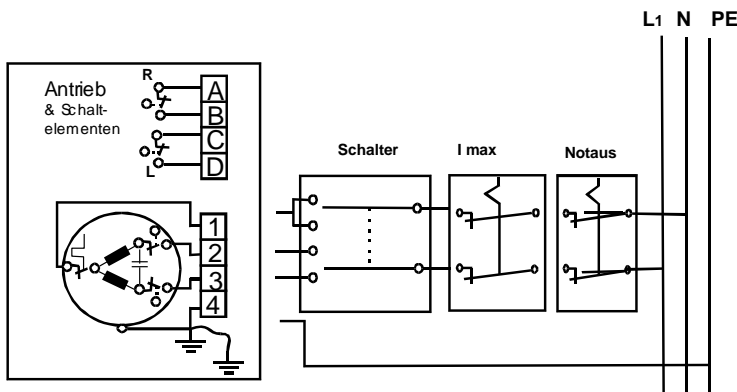 L1 N PE
Antrieb
& Schalt-
elementen
R
L
A
B
C
D
Schalter
I max
Notaus
1
2
3
4